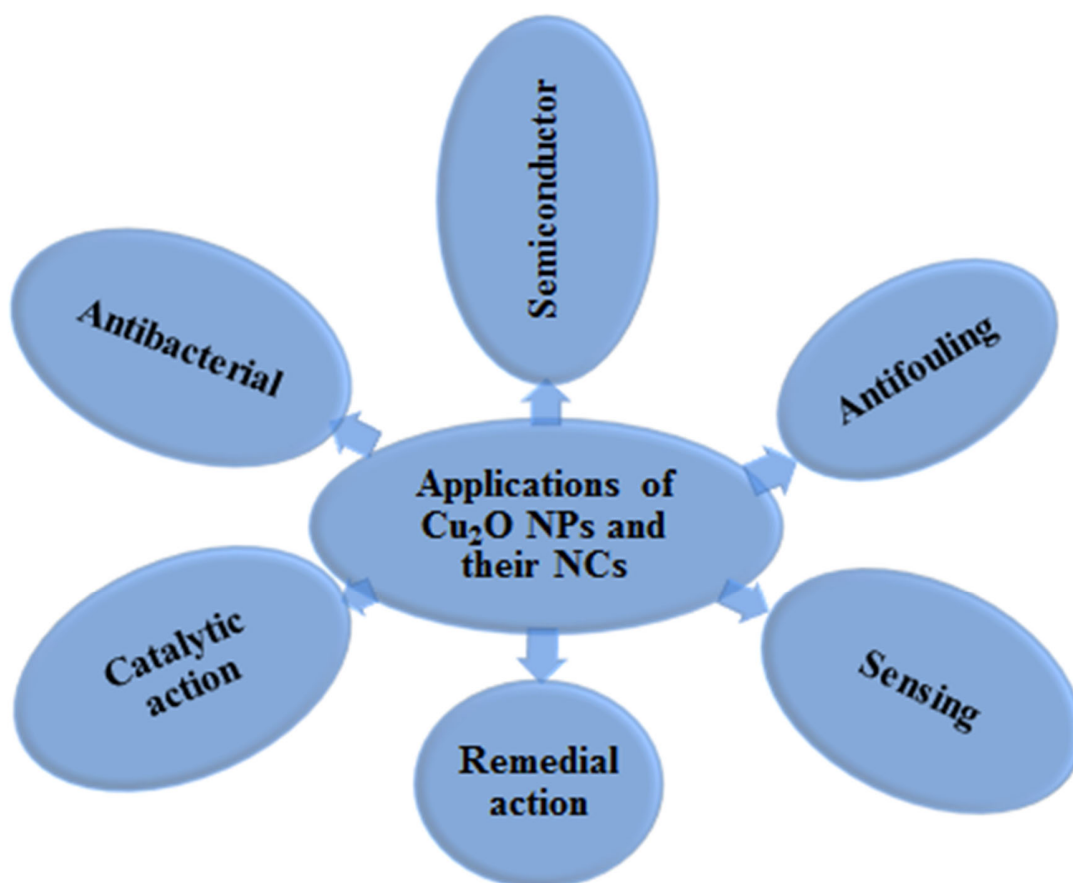 Semiconductor
Antibacterial
Antifouling
Applications of
Cu₂O NPs and
their NCs
Catalytic
action
Sensing
Remedial
action